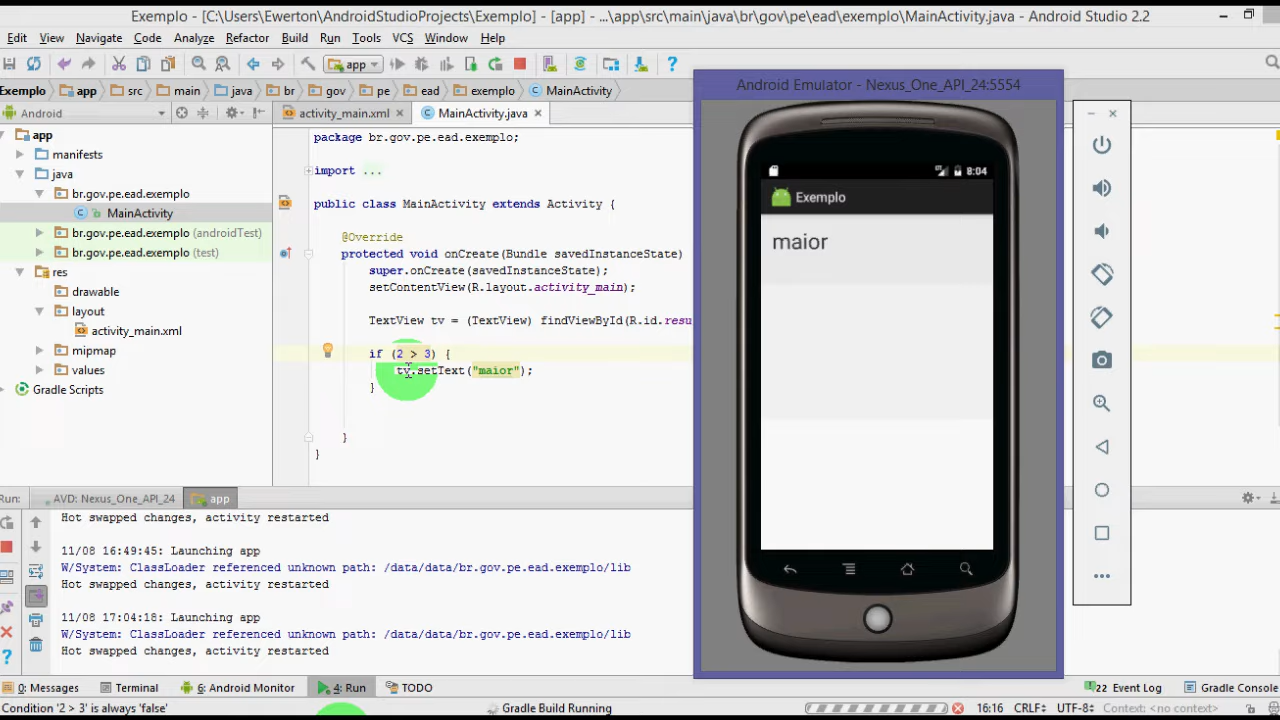 Exemplo - [C:\Ewerton\AndroidStudioProjects\Exemplo] - [app] - ...\app\src\main\java\br\gov\pe\ead\exemplo\MainActivity.java - Android Studio 2.2
Edit View Navigate Code Analyze Refactor Build Run Tools VCS Window Help
app
Exemplo app src main java br gov pe ead exemplo MainActivity
Android
activity_main.xml MainActivity.java
app
manifests
java
br.gov.pe.ead.exemplo
MainActivity
br.gov.pe.ead.exemplo (androidTest)
br.gov.pe.ead.exemplo (test)
res
drawable
layout
activity_main.xml
mipmap
values
Gradle Scripts
package br.gov.pe.ead.exemplo;
import ...
public class MainActivity extends Activity {
@Override
protected void onCreate(Bundle savedInstanceState)
super.onCreate(savedInstanceState);
setContentView(R.layout.activity_main);
TextView tv = (TextView) findViewById(R.id.resu
if (2 > 3) {
tv.setText("maior");
}
}
}
Android Emulator - Nexus_One_API_24:5554
8:04
Exemplo
maior
Run: AVD: Nexus_One_API_24 app
Hot swapped changes, activity restarted
11/08 16:49:45: Launching app
W/System: ClassLoader referenced unknown path: /data/data/br.gov.pe.ead.exemplo/lib
Hot swapped changes, activity restarted
11/08 17:04:18: Launching app
W/System: ClassLoader referenced unknown path: /data/data/br.gov.pe.ead.exemplo/lib
Hot swapped changes, activity restarted
0: Messages Terminal 6: Android Monitor 4: Run TODO 22 Event Log Gradle Console
Condition '2 > 3' is always 'false' Gradle Build Running 16:16 CRLF÷ UTF-8÷ Context: <no context>